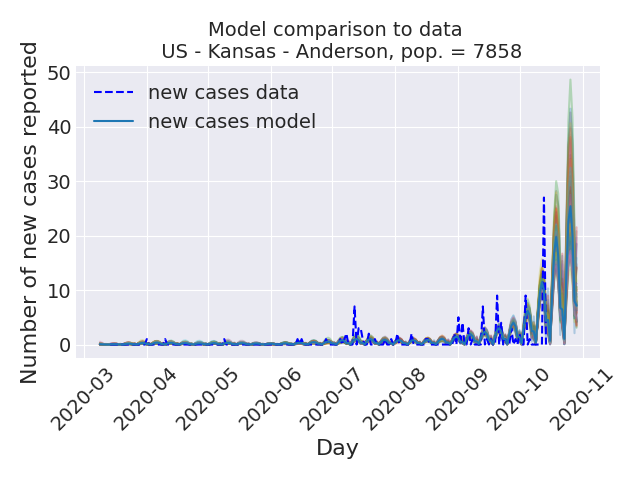 Model comparison to data
US - Kansas - Anderson, pop. = 7858
Number of new cases reported
50
40
30
20
10
0
new cases data
new cases model
2020-03
2020-04
2020-05
2020-06
2020-07
2020-08
2020-09
2020-10
2020-11
Day